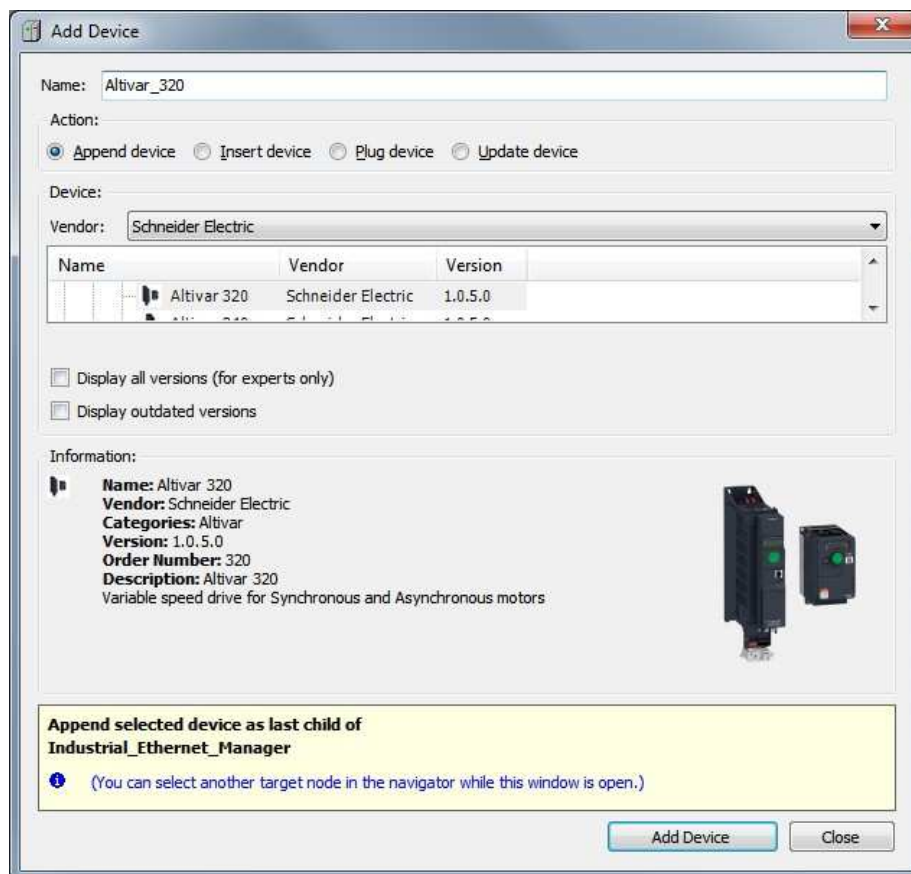 Add Device
Name: Altivar_320
Action:
Append device Insert device Plug device Update device
Device:
Vendor: Schneider Electric
Name Vendor Version
Altivar 320 Schneider Electric 1.0.5.0
Display all versions (for experts only)
Display outdated versions
Information:
Name: Altivar 320
Vendor: Schneider Electric
Categories: Altivar
Version: 1.0.5.0
Order Number: 320
Description: Altivar 320
Variable speed drive for Synchronous and Asynchronous motors
Append selected device as last child of
Industrial_Ethernet_Manager
(You can select another target node in the navigator while this window is open.)
Add Device Close